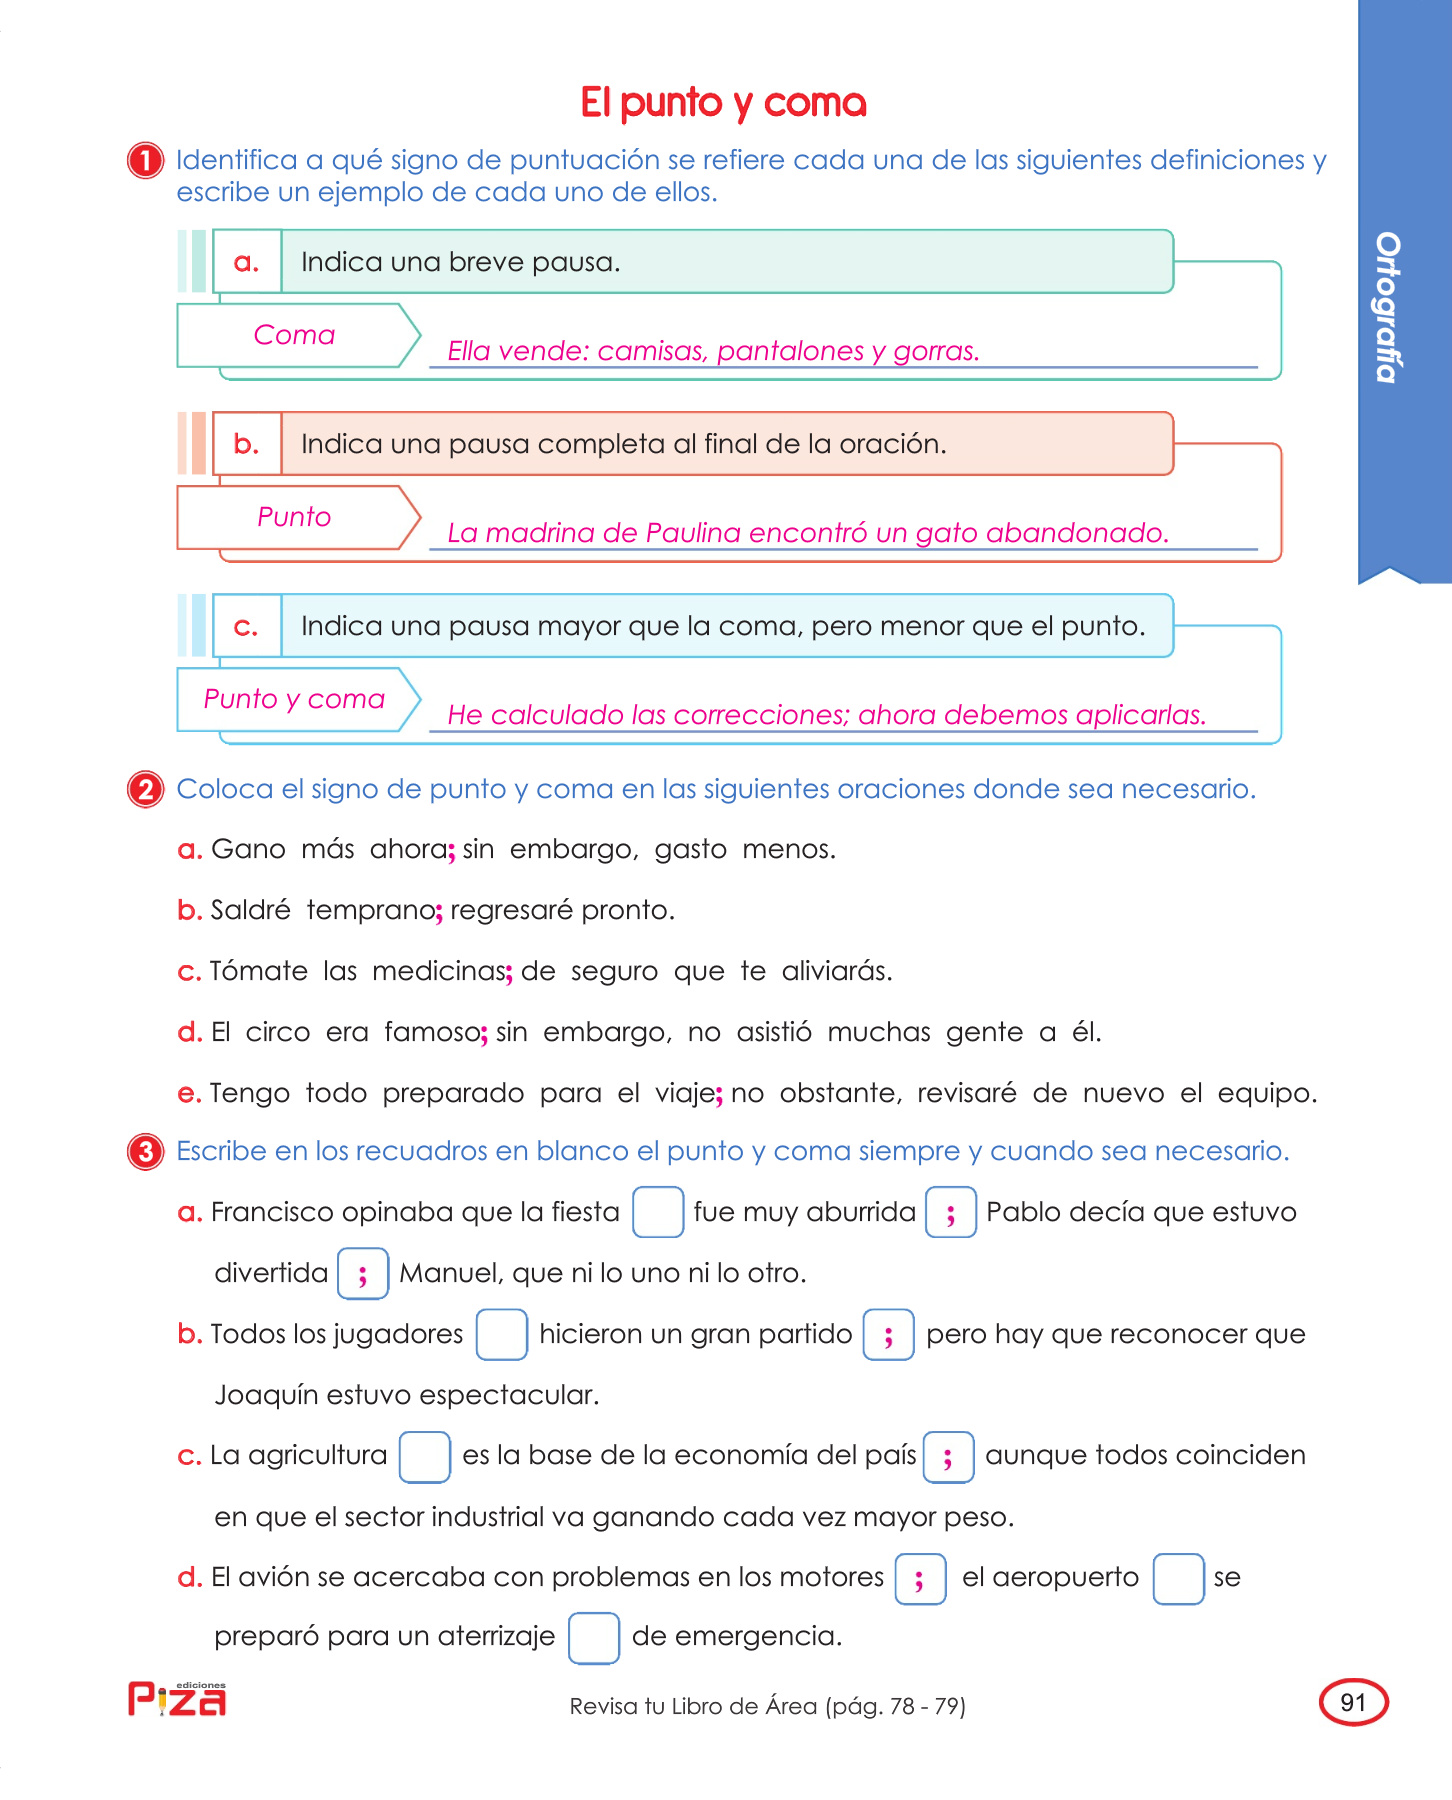 El punto y coma
Ortografía
1 Identifica a qué signo de puntuación se refiere cada una de las siguientes definiciones y
escribe un ejemplo de cada uno de ellos.
a. Indica una breve pausa.
Coma
Ella vende: camisas, pantalones y gorras.
b. Indica una pausa completa al final de la oración.
Punto
La madrina de Paulina encontró un gato abandonado.
c. Indica una pausa mayor que la coma, pero menor que el punto.
Punto y coma
He calculado las correcciones; ahora debemos aplicarlas.
2 Coloca el signo de punto y coma en las siguientes oraciones donde sea necesario.
a. Gano más ahora; sin embargo, gasto menos.
b. Saldré temprano; regresaré pronto.
c. Tómate las medicinas; de seguro que te aliviarás.
d. El circo era famoso; sin embargo, no asistió muchas gente a él.
e. Tengo todo preparado para el viaje; no obstante, revisaré de nuevo el equipo.
3 Escribe en los recuadros en blanco el punto y coma siempre y cuando sea necesario.
a. Francisco opinaba que la fiesta fue muy aburrida ; Pablo decía que estuvo
divertida ; Manuel, que ni lo uno ni lo otro.
b. Todos los jugadores hicieron un gran partido ; pero hay que reconocer que
Joaquín estuvo espectacular.
c. La agricultura es la base de la economía del país ; aunque todos coinciden
en que el sector industrial va ganando cada vez mayor peso.
d. El avión se acercaba con problemas en los motores ; el aeropuerto se
preparó para un aterrizaje de emergencia.
ediciones
Piza
Revisa tu Libro de Área (pág. 78 - 79)
91